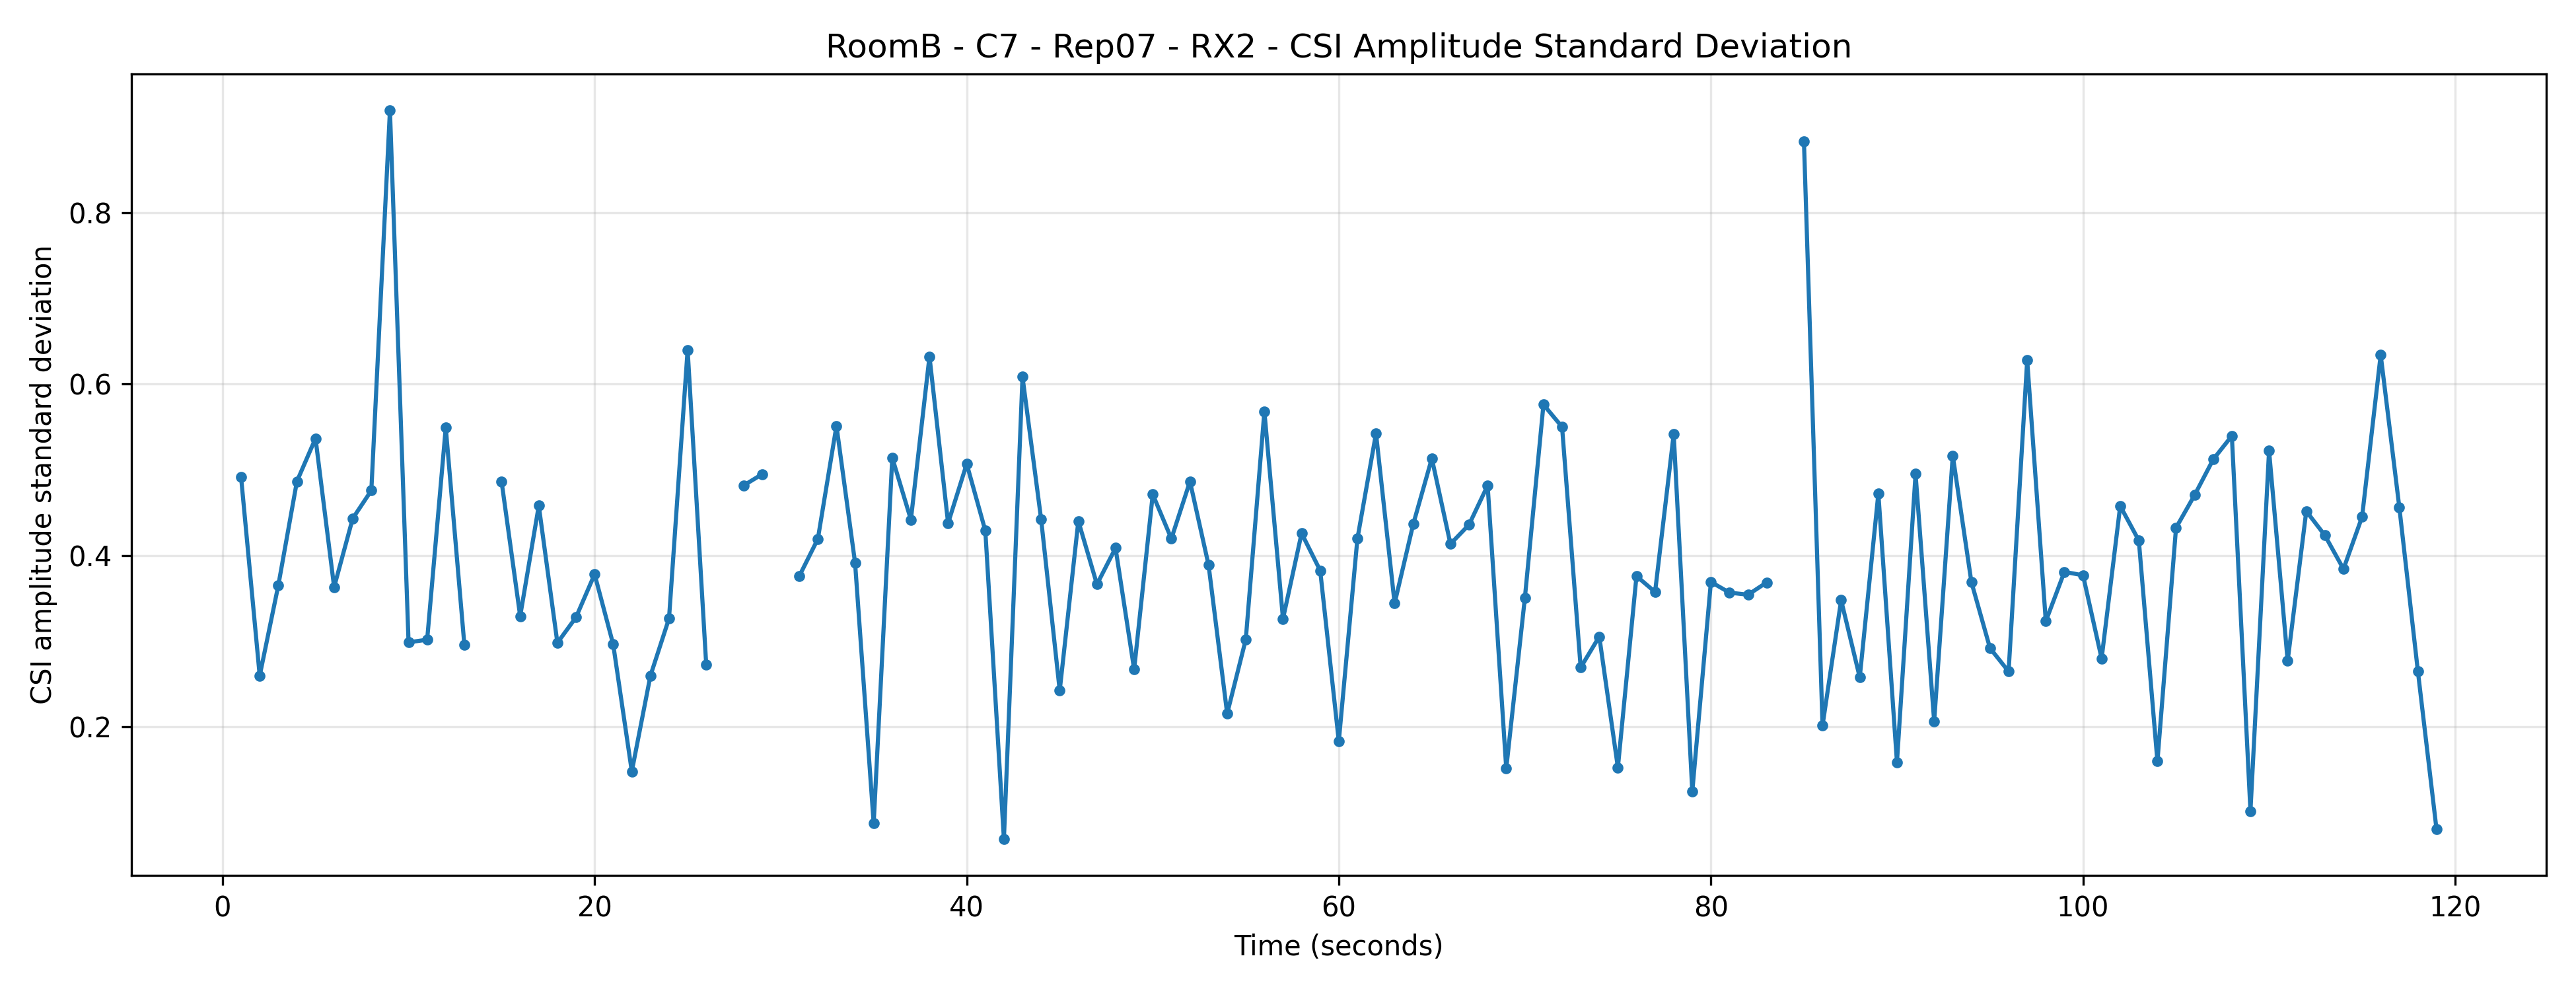 RoomB - C7 - Rep07 - RX2 - CSI Amplitude Standard Deviation
CSI amplitude standard deviation
0.8
0.6
0.4
0.2
0 20 40 60 80 100 120
Time (seconds)